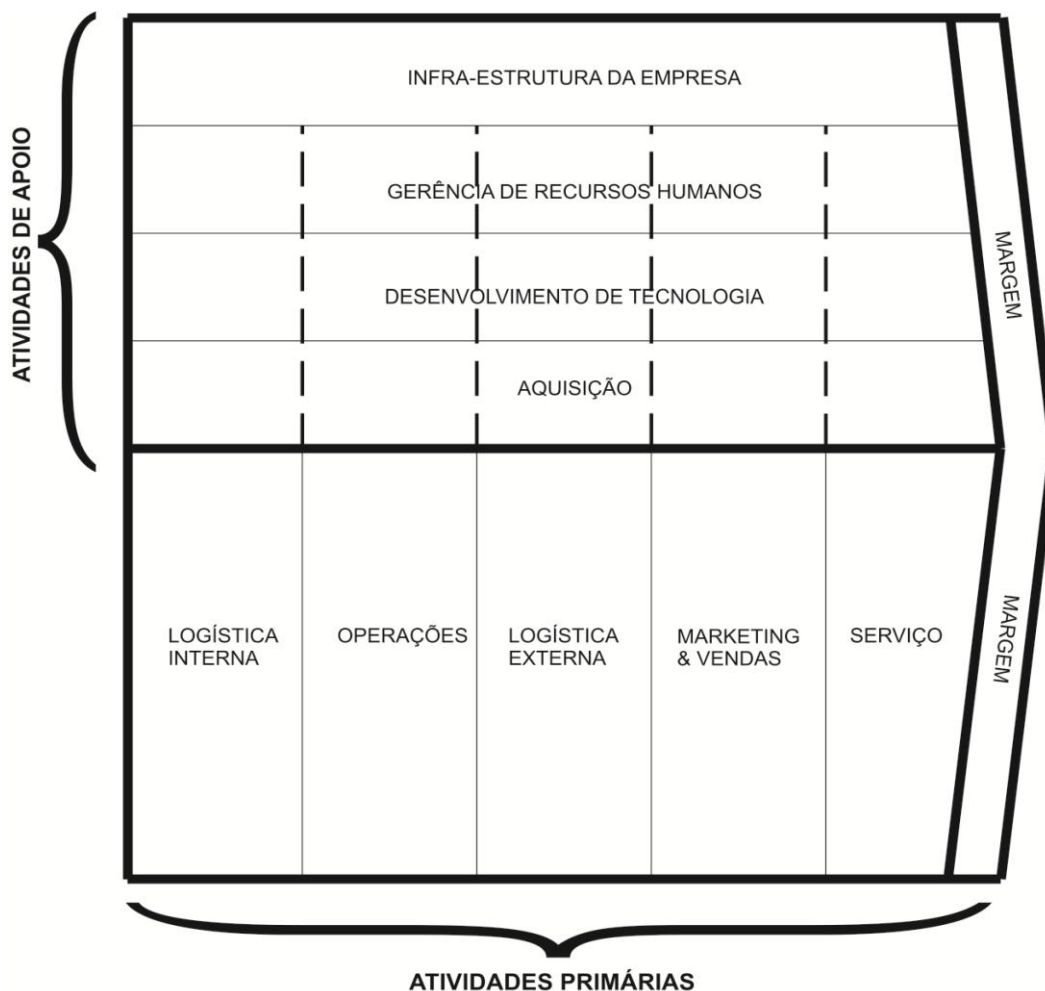 INFRA-ESTRUTURA DA EMPRESA
GERÊNCIA DE RECURSOS HUMANOS
DESENVOLVIMENTO DE TECNOLOGIA
AQUISIÇÃO
ATIVIDADES DE APOIO
MARGEM
LOGÍSTICA
INTERNA
OPERAÇÕES
LOGÍSTICA
EXTERNA
MARKETING
& VENDAS
SERVIÇO
MARGEM
ATIVIDADES PRIMÁRIAS